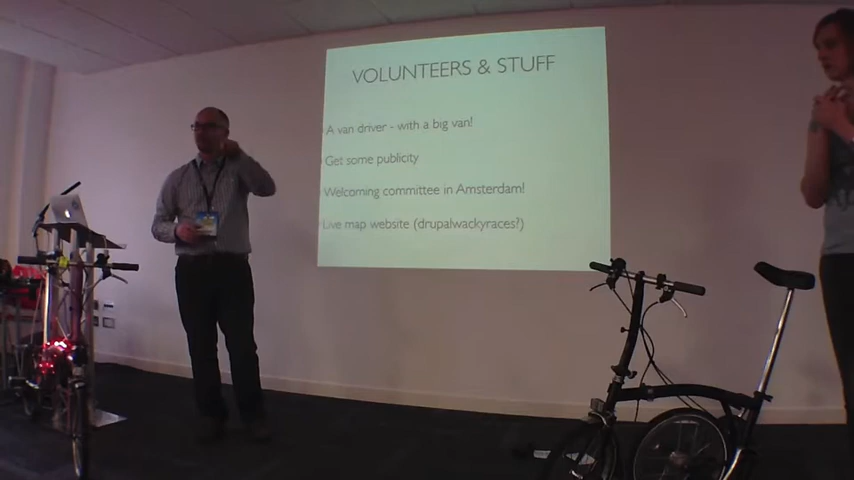 VOLUNTEERS & STUFF
A van driver - with a big van!
Get some publicity
Welcoming committee in Amsterdam!
Live map website (drupalwackyraces?)